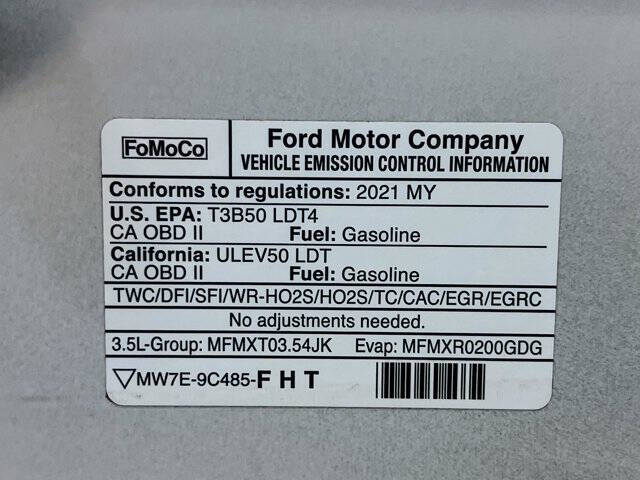 FoMoCo
Ford Motor Company
VEHICLE EMISSION CONTROL INFORMATION
Conforms to regulations: 2021 MY
U.S. EPA: T3B50 LDT4
CA OBD II Fuel: Gasoline
California: ULEV50 LDT
CA OBD II Fuel: Gasoline
TWC/DFI/SFI/WR-HO2S/HO2S/TC/CAC/EGR/EGRC
No adjustments needed.
3.5L-Group: MFMXT03.54JK Evap: MFMXR0200GDG
▽MW7E-9C485-F H T